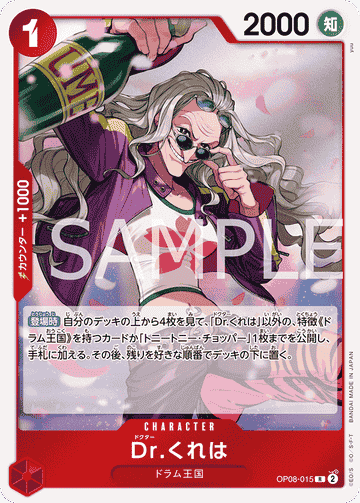 1
2000
知
UME
カウンター +1000
SAMPLE
登場時 自分のデッキの上から4枚を見て、「Dr.くれは」以外の、特徴《ド
ラム王国》を持つカードか「トニートニー・チョッパー」1枚までを公開し、
手札に加える。その後、残りを好きな順番でデッキの下に置く。
CHARACTER
ドクター
Dr.くれは
ドラム王国
OP08-015 R 2
BANDAI MADE IN JAPAN